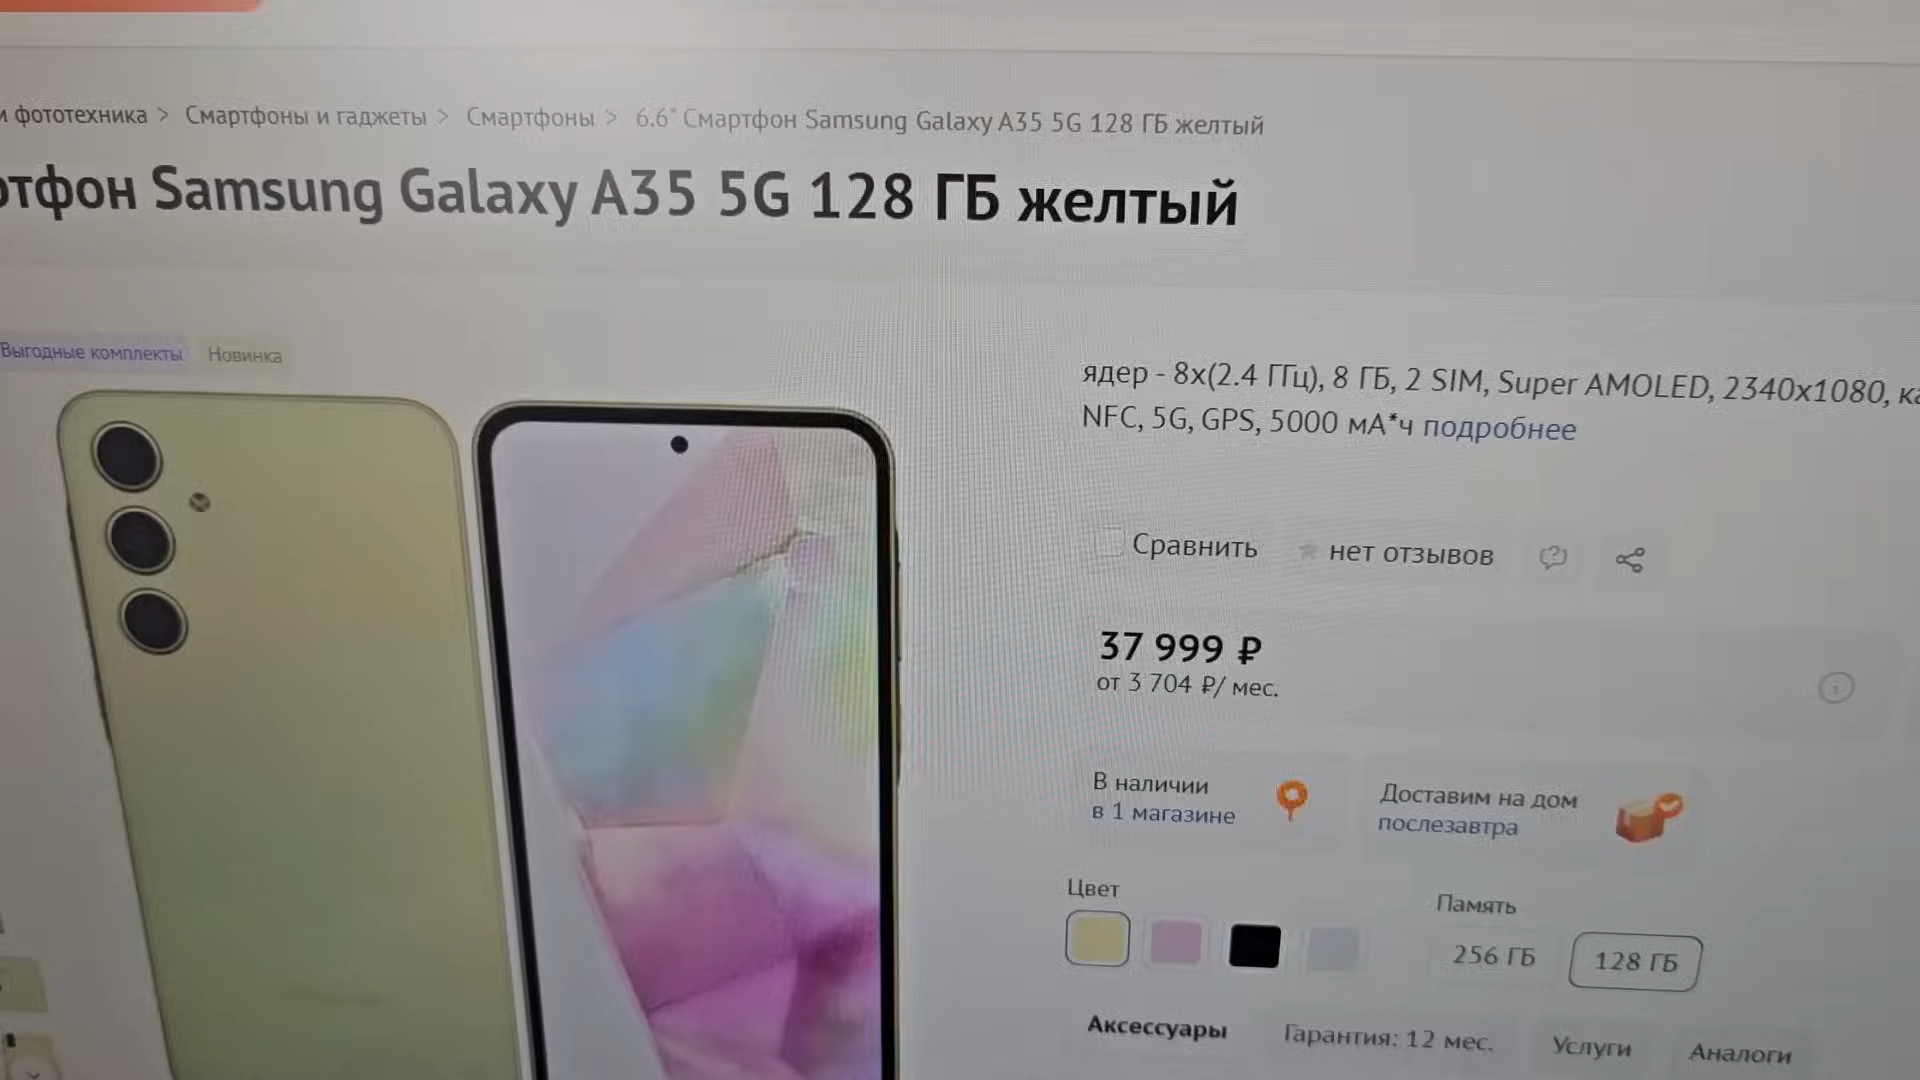 и фототехника > Смартфоны и гаджеты > Смартфоны > 6.6" Смартфон Samsung Galaxy A35 5G 128 ГБ желтый
отфон Samsung Galaxy A35 5G 128 ГБ желтый
Выгодные комплекты Новинка
ядер - 8x(2.4 ГГц), 8 ГБ, 2 SIM, Super AMOLED, 2340x1080, ка
NFC, 5G, GPS, 5000 мА*ч подробнее
Сравнить нет отзывов
37 999 ₽
от 3 704 ₽/ мес.
В наличии
в 1 магазине
Доставим на дом
послезавтра
Цвет
Память
256 ГБ 128 ГБ
Аксессуары Гарантия: 12 мес. Услуги Аналоги